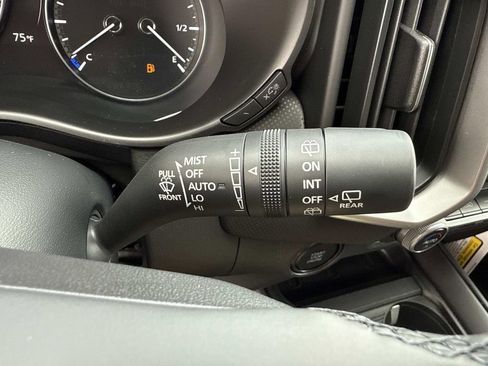 75°F
1/2
C
E
MIST
PULL OFF
AUTO
FRONT LO
HI
ON
INT
OFF
REAR